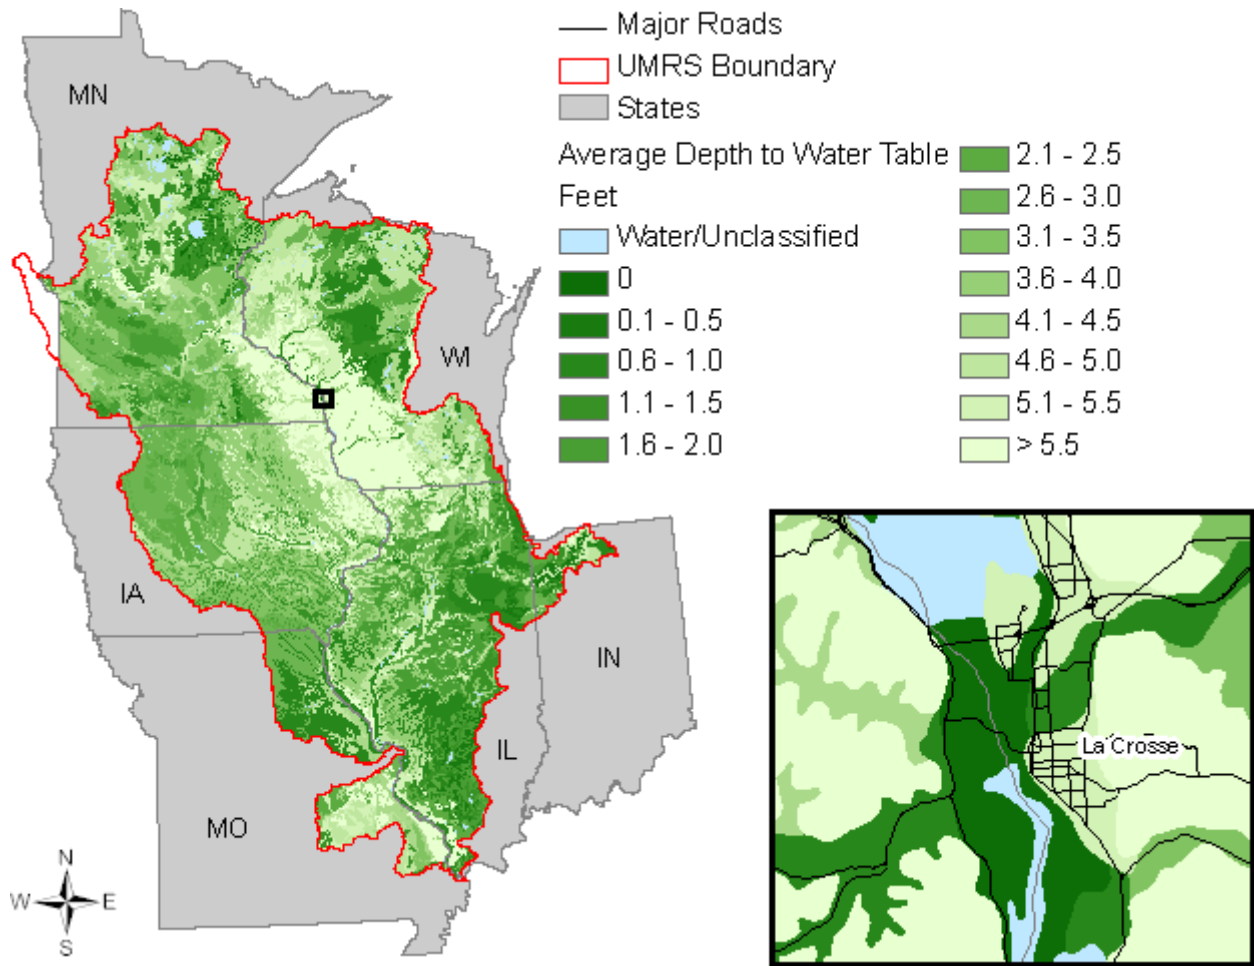 Major Roads
UMRS Boundary
States
Average Depth to Water Table
Feet
Water/Unclassified
0
0.1 - 0.5
0.6 - 1.0
1.1 - 1.5
1.6 - 2.0
2.1 - 2.5
2.6 - 3.0
3.1 - 3.5
3.6 - 4.0
4.1 - 4.5
4.6 - 5.0
5.1 - 5.5
> 5.5
MN
WI
IA
IN
IL
MO
N
W E
S
La Crosse